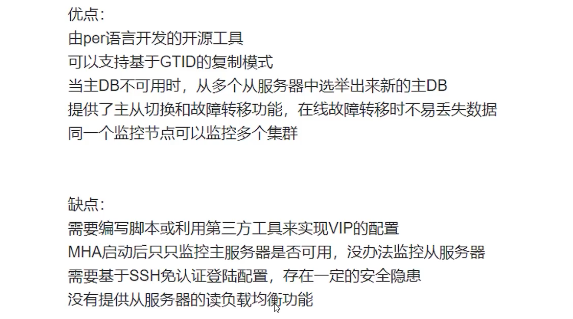 优点：
由per语言开发的开源工具
可以支持基于GTID的复制模式
当主DB不可用时，从多个从服务器中选举出来新的主DB
提供了主从切换和故障转移功能，在线故障转移时不易丢失数据
同一个监控节点可以监控多个集群
缺点：
需要编写脚本或利用第三方工具来实现VIP的配置
MHA启动后只只监控主服务器是否可用，没办法监控从服务器
需要基于SSH免认证登陆配置，存在一定的安全隐患
没有提供从服务器的读负载均衡功能